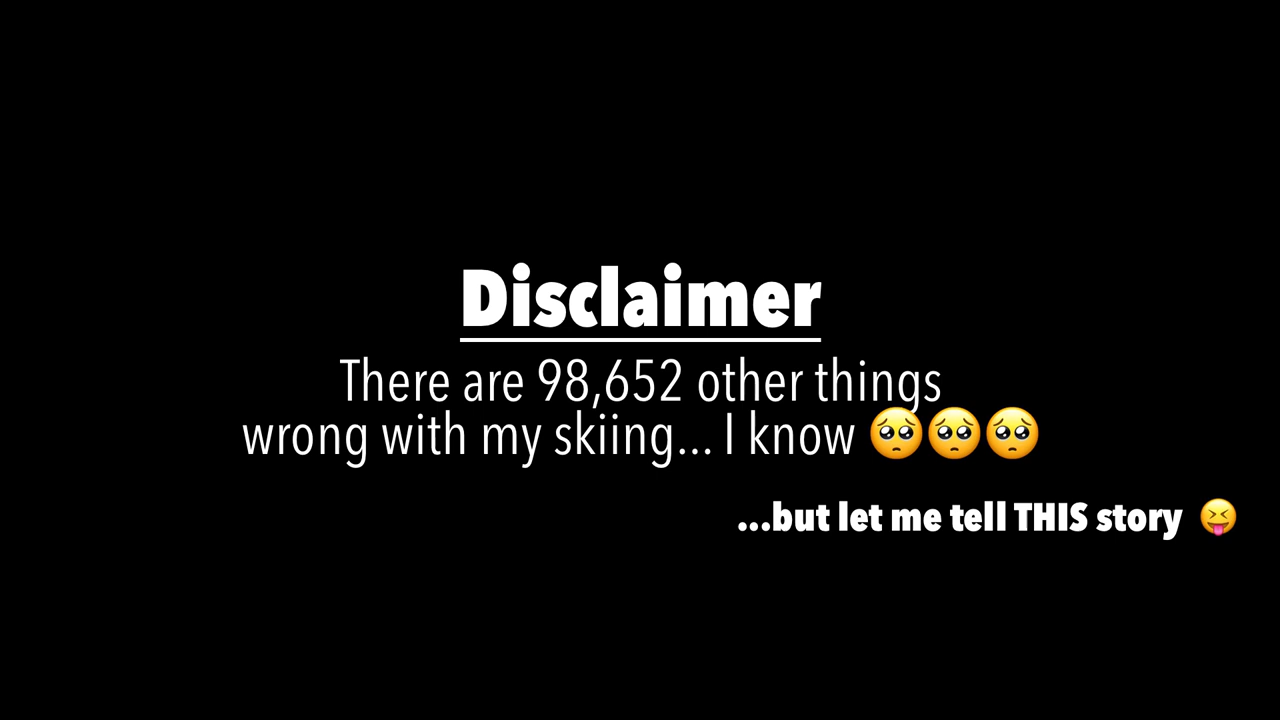 Disclaimer
There are 98,652 other things
wrong with my skiing... I know 🥺🥺🥺
...but let me tell THIS story 😝